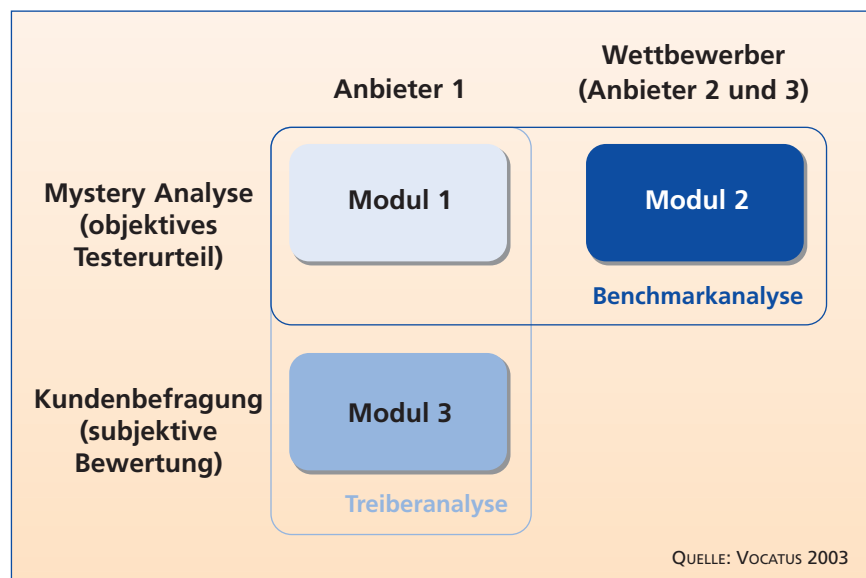 Anbieter 1
Wettbewerber
(Anbieter 2 und 3)
Mystery Analyse
(objektives
Testerurteil)
Modul 1
Modul 2
Benchmarkanalyse
Kundenbefragung
(subjektive
Bewertung)
Modul 3
Treiberanalyse
QUELLE: VOCATUS 2003